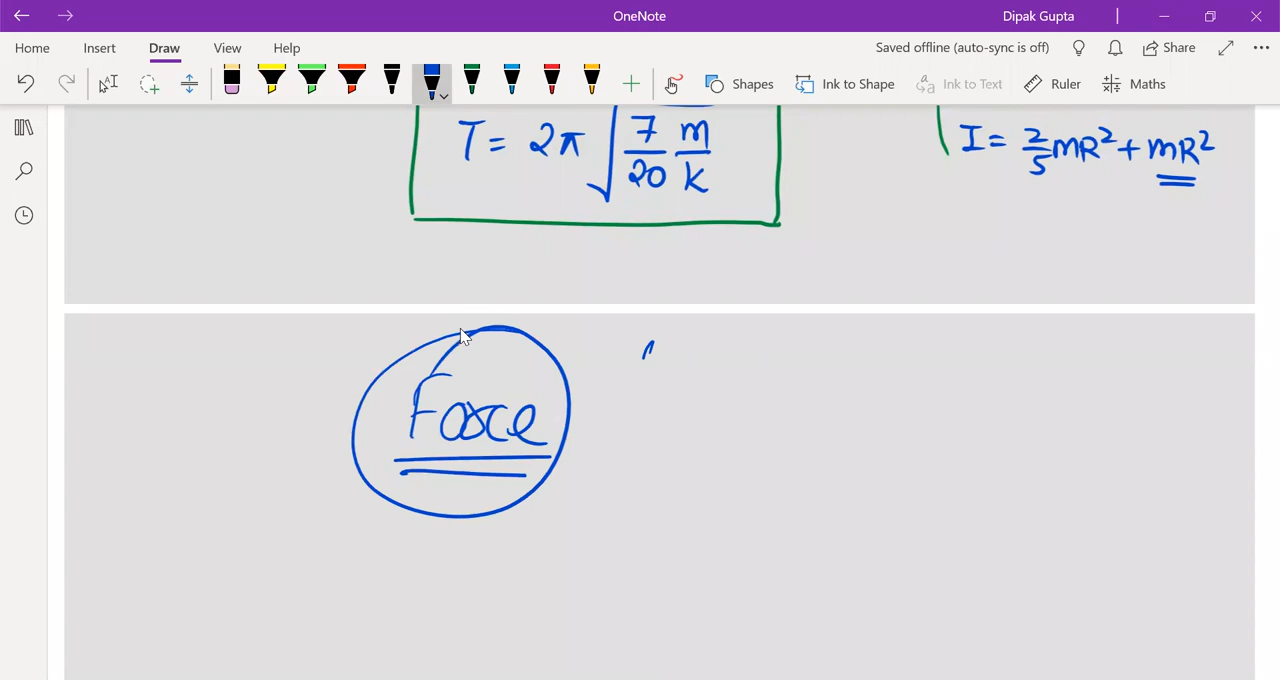 OneNote
Dipak Gupta
Home Insert Draw View Help
Saved offline (auto-sync is off)
Share
Shapes
Ink to Shape
Ink to Text
Ruler
Maths
T = 2π √(7/20 m/k)
I = 2/5 mR² + mR²
Force